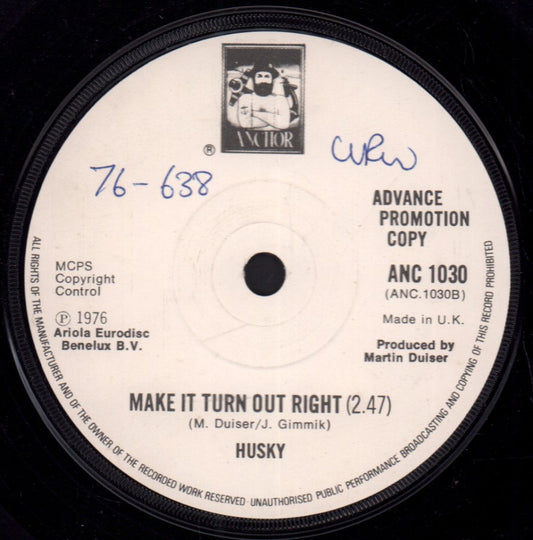 ANCHOR
®
76-638
ADVANCE
PROMOTION
COPY
MCPS
Copyright
Control
ANC 1030
(ANC.1030B)
Ⓟ 1976
Ariola Eurodisc
Benelux B.V.
Made in U.K.
Produced by
Martin Duiser
MAKE IT TURN OUT RIGHT (2.47)
(M. Duiser/J. Gimmik)
HUSKY
ALL RIGHTS OF THE MANUFACTURER AND OF THE OWNER OF THE RECORDED WORK RESERVED · UNAUTHORISED PUBLIC PERFORMANCE BROADCASTING AND COPYING OF THIS RECORD PROHIBITED